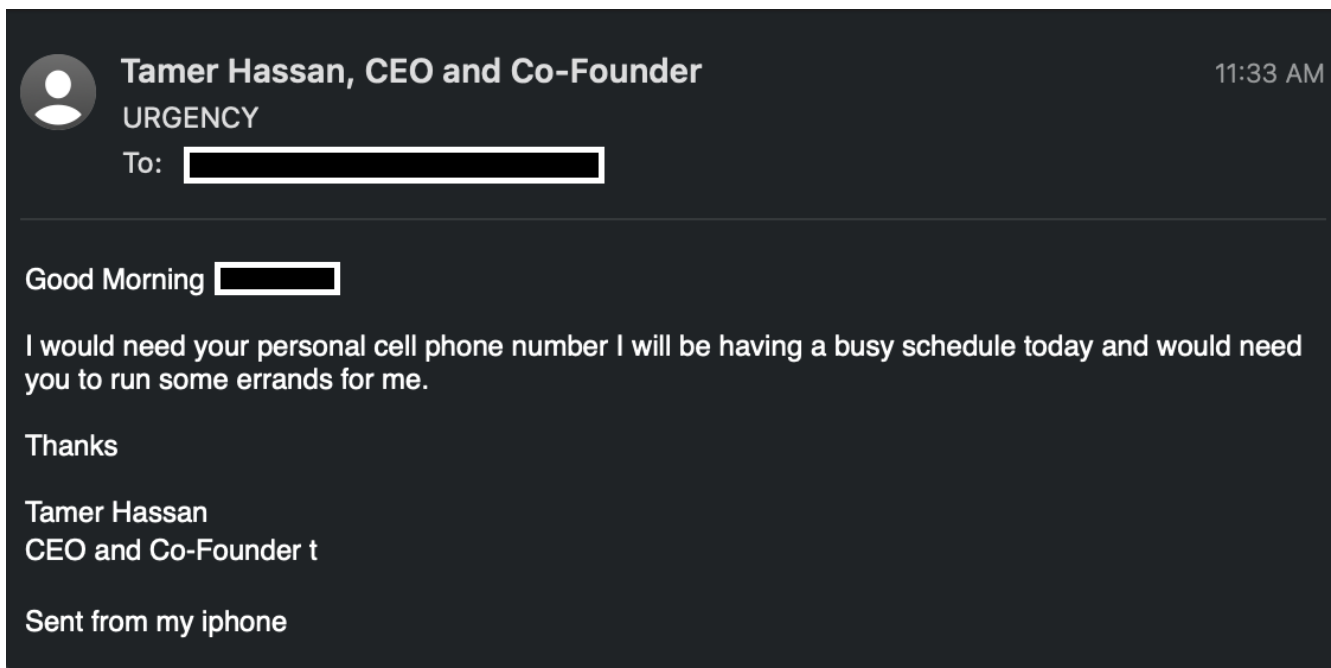 Tamer Hassan, CEO and Co-Founder
11:33 AM
URGENCY
To:
Good Morning
I would need your personal cell phone number I will be having a busy schedule today and would need
you to run some errands for me.
Thanks
Tamer Hassan
CEO and Co-Founder t
Sent from my iphone